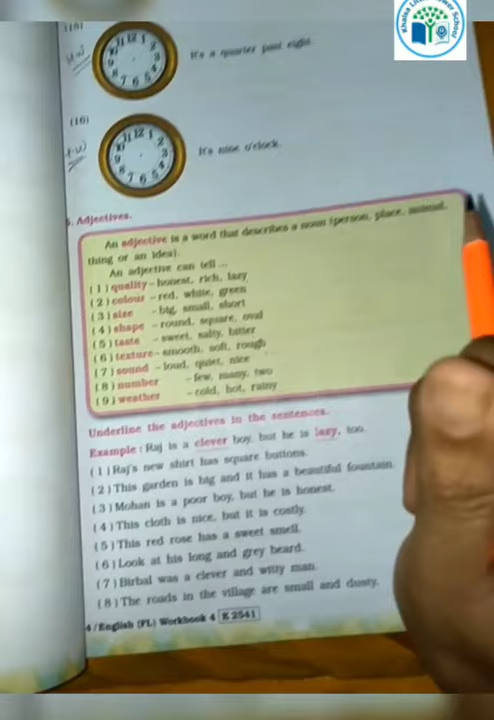 (15)
H.W
It's a quarter past eight.
(16)
H.W
It's nine o'clock.
5. Adjectives.
An adjective is a word that describes a noun (person, place, animal,
thing or an idea).
An adjective can tell ...
(1) quality - honest, rich, lazy
(2) colour - red, white, green
(3) size - big, small, short
(4) shape - round, square, oval
(5) taste - sweet, salty, bitter
(6) texture - smooth, soft, rough
(7) sound - loud, quiet, nice
(8) number - few, many, two
(9) weather - cold, hot, rainy
Underline the adjectives in the sentences.
Example : Raj is a clever boy, but he is lazy, too.
(1) Raj's new shirt has square buttons.
(2) This garden is big and it has a beautiful fountain.
(3) Mohan is a poor boy, but he is honest.
(4) This cloth is nice, but it is costly.
(5) This red rose has a sweet smell.
(6) Look at his long and grey beard.
(7) Birbal was a clever and witty man.
(8) The roads in the village are small and dusty.
4/English (FL) Workbook 4 K 2541